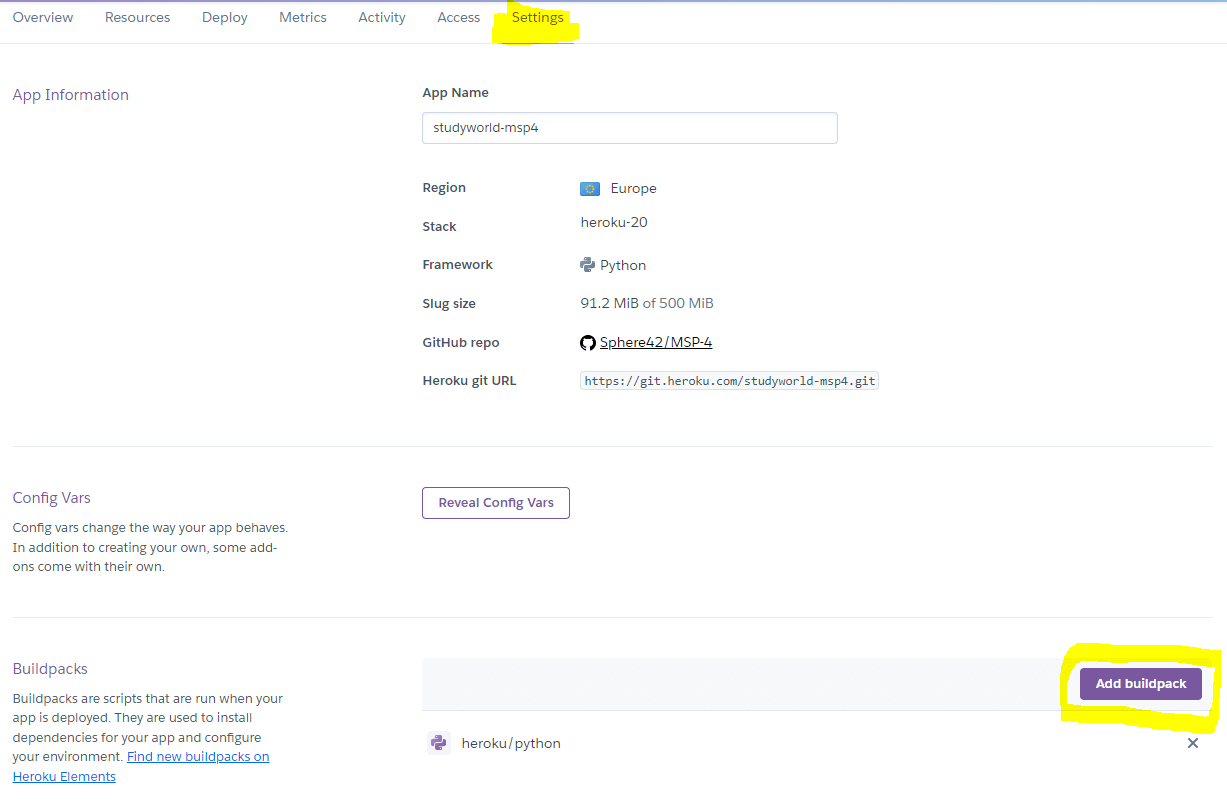 Overview Resources Deploy Metrics Activity Access Settings
App Information
App Name
studyworld-msp4
Region Europe
Stack heroku-20
Framework Python
Slug size 91.2 MiB of 500 MiB
GitHub repo Sphere42/MSP-4
Heroku git URL https://git.heroku.com/studyworld-msp4.git
Config Vars
Config vars change the way your app behaves.
In addition to creating your own, some add-
ons come with their own.
Reveal Config Vars
Buildpacks
Buildpacks are scripts that are run when your
app is deployed. They are used to install
dependencies for your app and configure
your environment. Find new buildpacks on
Heroku Elements
Add buildpack
heroku/python